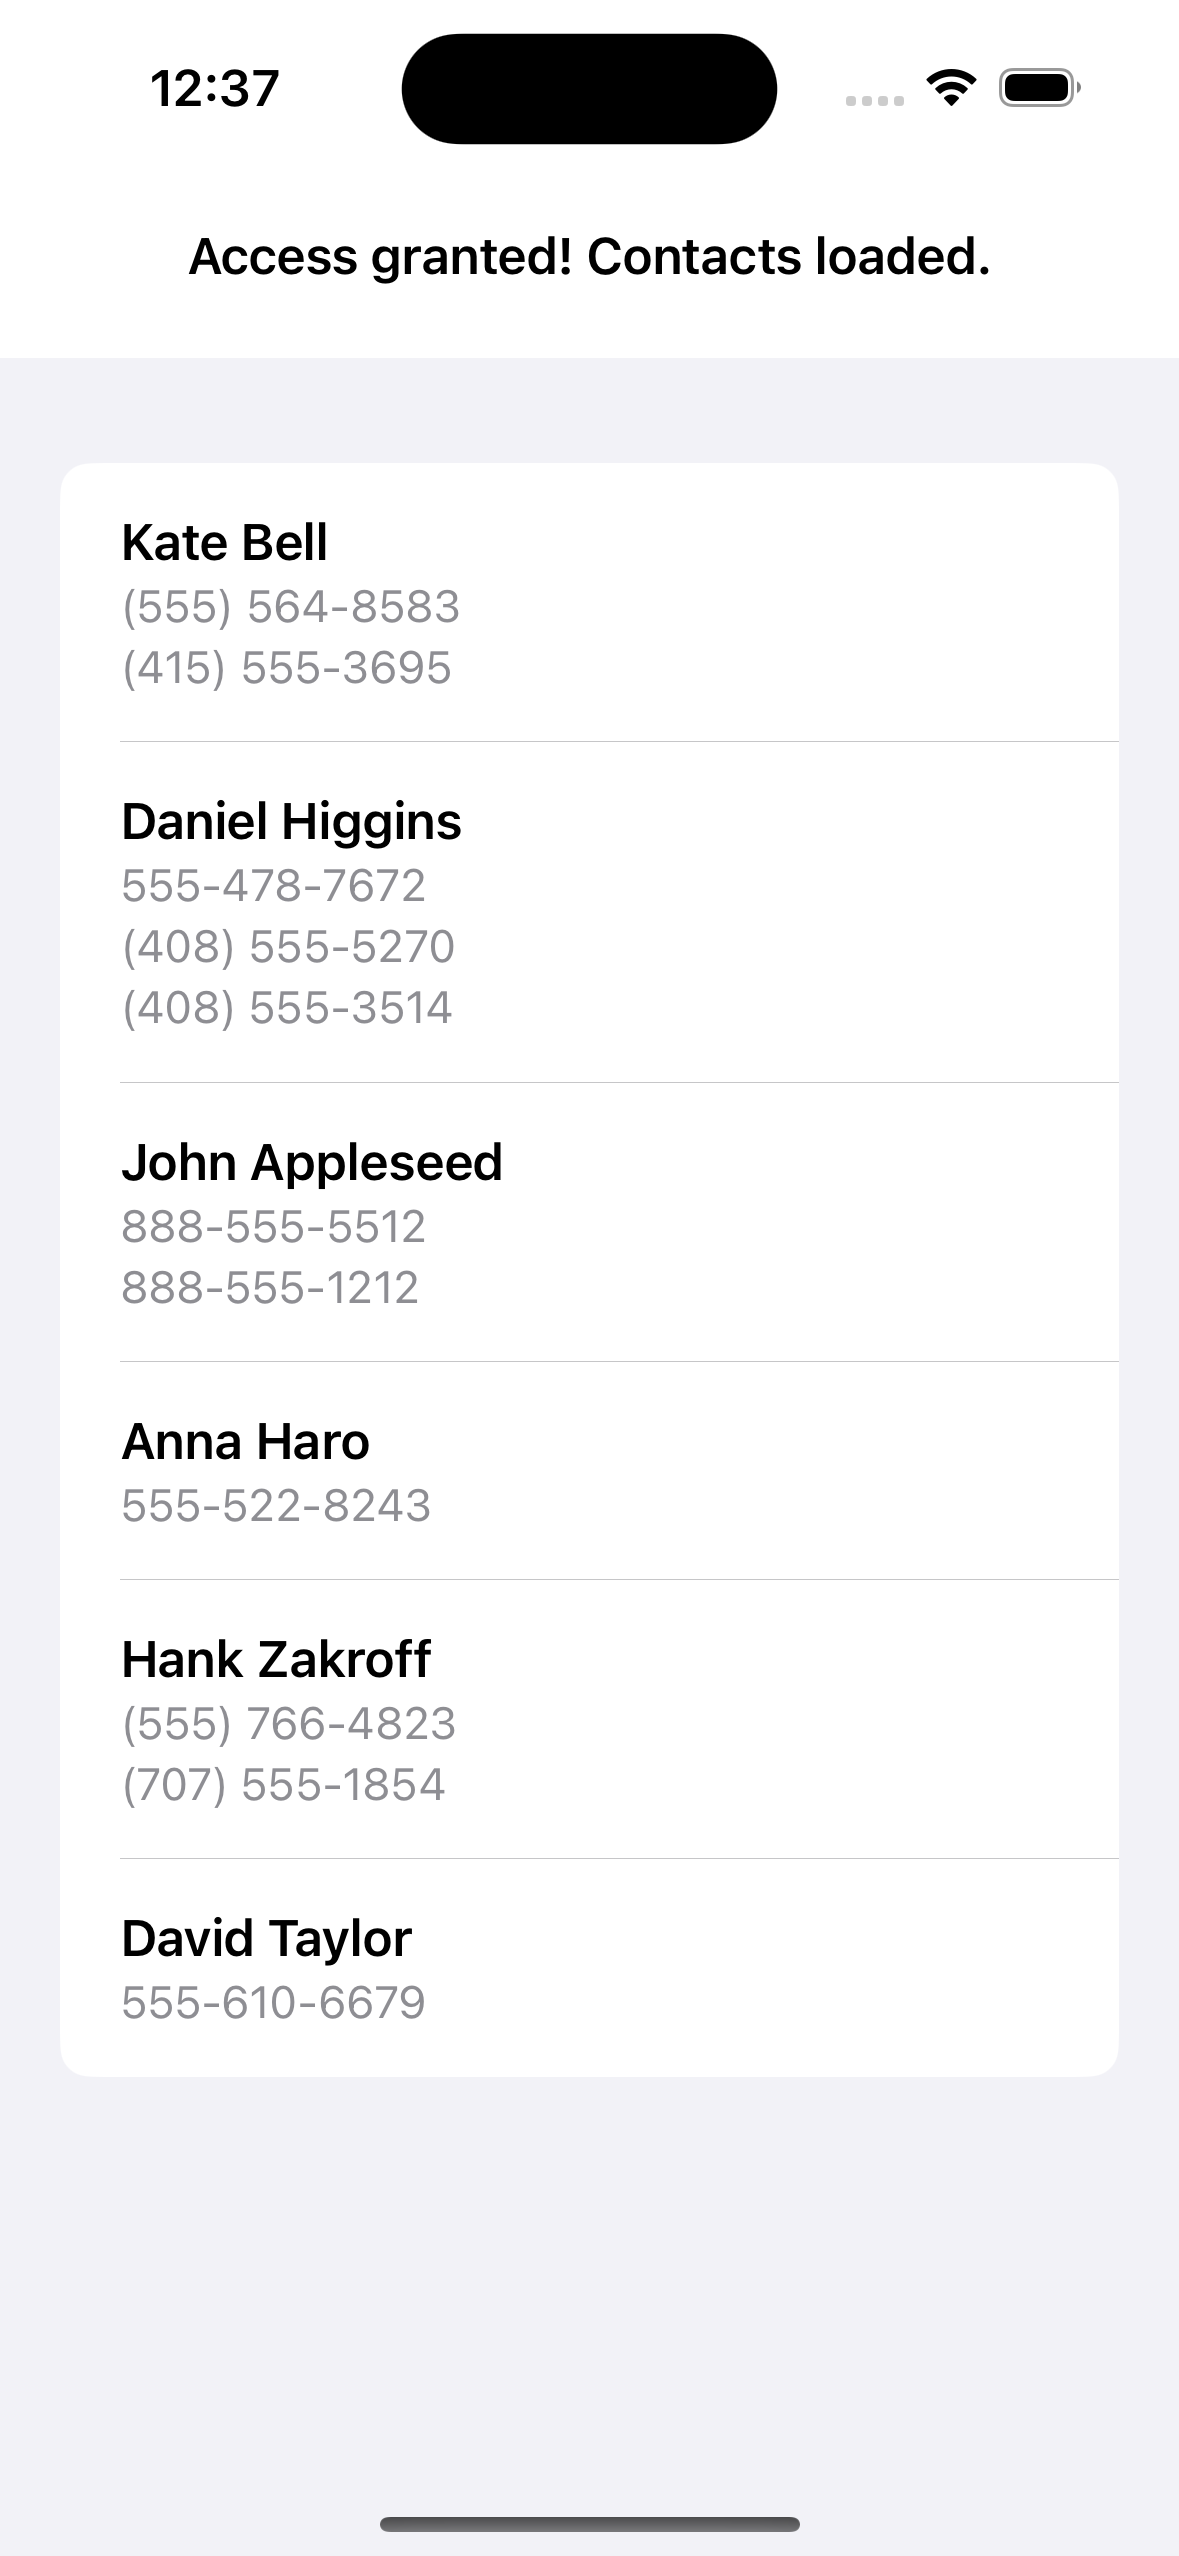 12:37
Access granted! Contacts loaded.
Kate Bell
(555) 564-8583
(415) 555-3695
Daniel Higgins
555-478-7672
(408) 555-5270
(408) 555-3514
John Appleseed
888-555-5512
888-555-1212
Anna Haro
555-522-8243
Hank Zakroff
(555) 766-4823
(707) 555-1854
David Taylor
555-610-6679